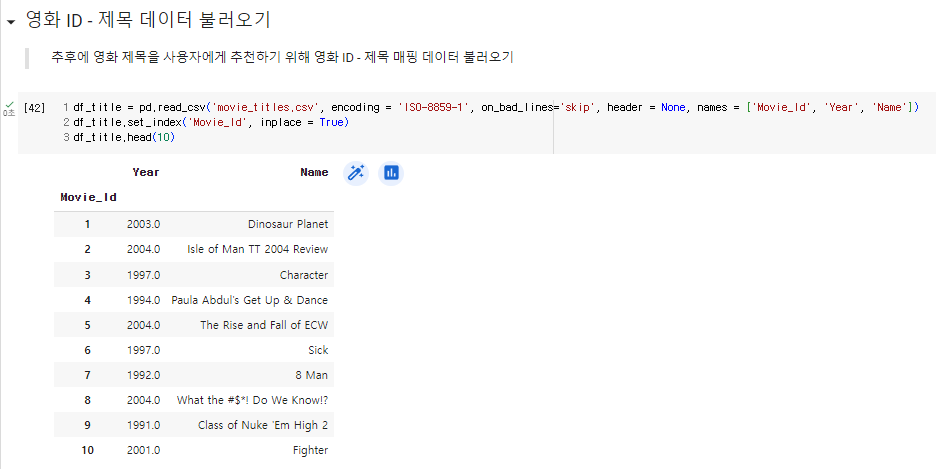 영화 ID - 제목 데이터 불러오기
추후에 영화 제목을 사용자에게 추천하기 위해 영화 ID - 제목 매핑 데이터 불러오기
0초
[42]
1 df_title = pd.read_csv('movie_titles.csv', encoding = 'ISO-8859-1', on_bad_lines='skip', header = None, names = ['Movie_Id', 'Year', 'Name'])
2 df_title.set_index('Movie_Id', inplace = True)
3 df_title.head(10)
Year Name
Movie_Id
1 2003.0 Dinosaur Planet
2 2004.0 Isle of Man TT 2004 Review
3 1997.0 Character
4 1994.0 Paula Abdul's Get Up & Dance
5 2004.0 The Rise and Fall of ECW
6 1997.0 Sick
7 1992.0 8 Man
8 2004.0 What the #$*! Do We Know!?
9 1991.0 Class of Nuke 'Em High 2
10 2001.0 Fighter